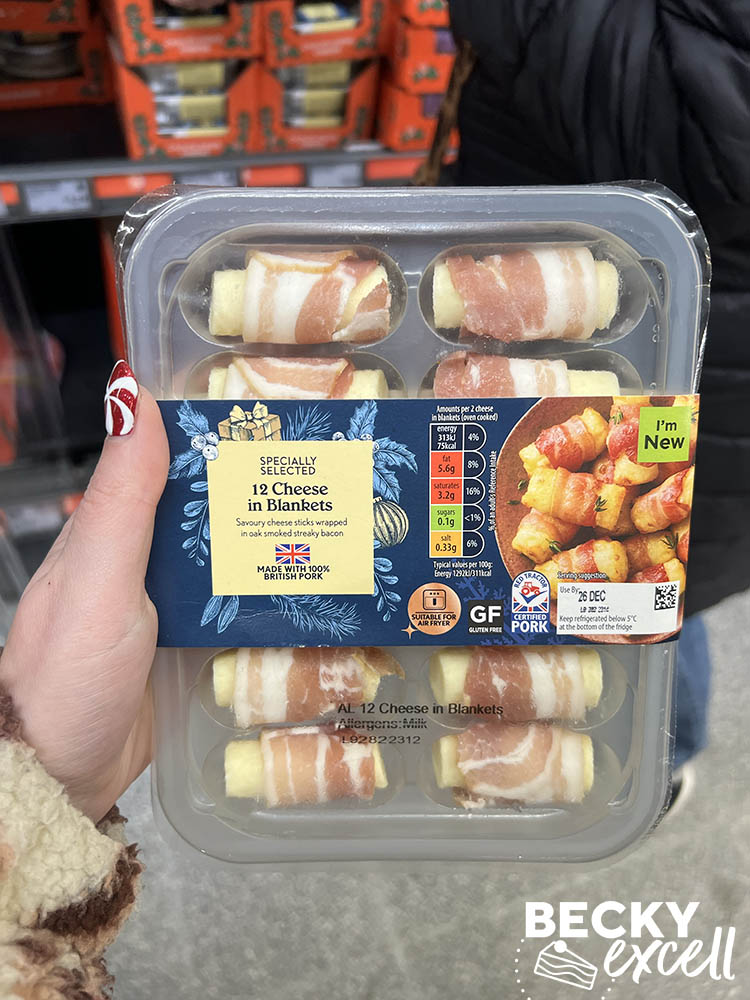 I'm
New
SPECIALLY
SELECTED
12 Cheese
in Blankets
Savoury cheese sticks wrapped
in oak smoked streaky bacon
MADE WITH 100%
BRITISH PORK
Amounts per 2 cheese
in blankets (oven cooked)
energy
313kJ
75kcal
4%
fat
5.6g
8%
saturates
3.2g
16%
sugars
0.1g
<1%
salt
0.33g
6%
% of an adult's Reference Intake
Typical values per 100g:
Energy 1292kJ/311kcal
SUITABLE FOR
AIR FRYER
GF
GLUTEN FREE
RED TRACTOR
CERTIFIED
PORK
Serving suggestion
Use By
26 DEC
Keep refrigerated below 5°C
at the bottom of the fridge
AL 12 Cheese in Blankets
Allergens:Milk
L92822312
BECKY
excell